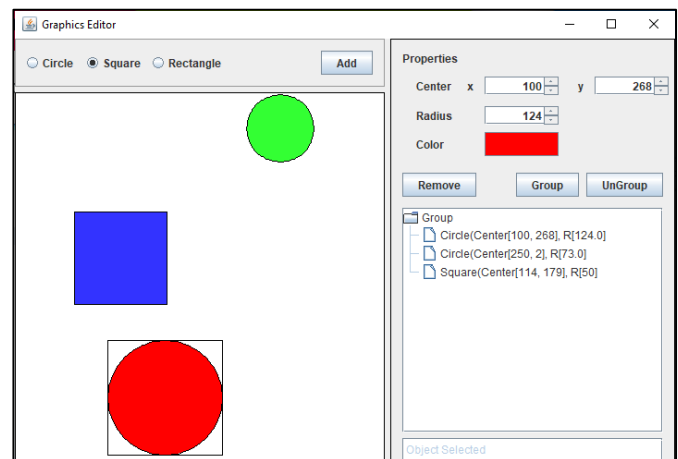 Graphics Editor
Circle Square Rectangle Add
Properties
Center x 100 y 268
Radius 124
Color
Remove Group UnGroup
Group
Circle(Center[100, 268], R[124.0]
Circle(Center[250, 2], R[73.0]
Square(Center[114, 179], R[50]
Object Selected